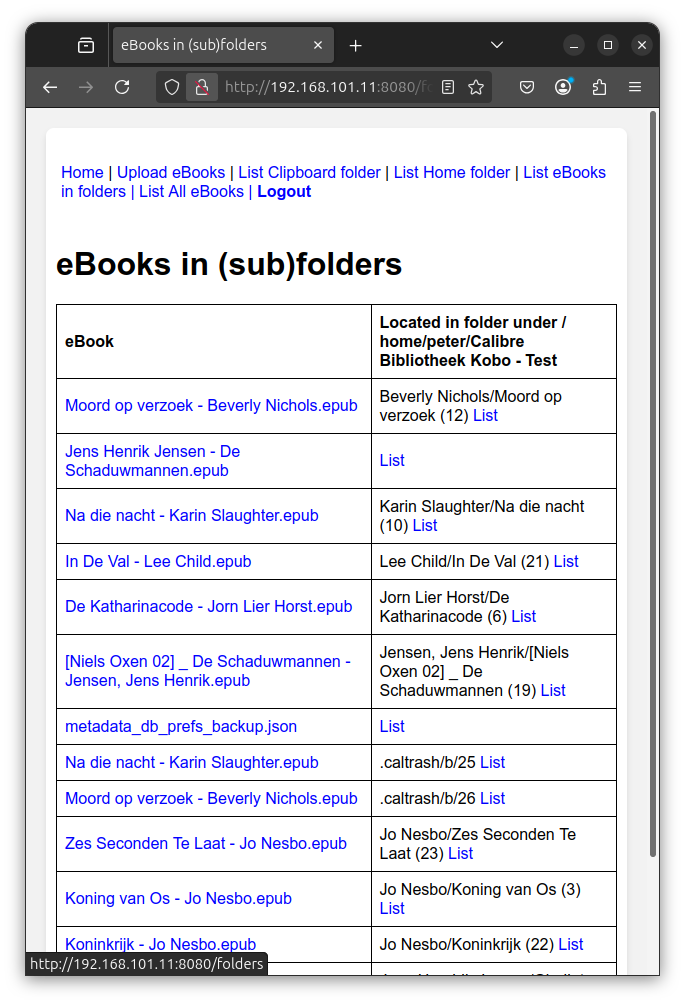 eBooks in (sub)folders
http://192.168.101.11:8080/fo
Home | Upload eBooks | List Clipboard folder | List Home folder | List eBooks
in folders | List All eBooks | Logout
eBooks in (sub)folders
eBook
Located in folder under /
home/peter/Calibre
Bibliotheek Kobo - Test
Moord op verzoek - Beverly Nichols.epub
Beverly Nichols/Moord op
verzoek (12) List
Jens Henrik Jensen - De
Schaduwmannen.epub
List
Na die nacht - Karin Slaughter.epub
Karin Slaughter/Na die nacht
(10) List
In De Val - Lee Child.epub
Lee Child/In De Val (21) List
De Katharinacode - Jorn Lier Horst.epub
Jorn Lier Horst/De
Katharinacode (6) List
[Niels Oxen 02] _ De Schaduwmannen -
Jensen, Jens Henrik.epub
Jensen, Jens Henrik/[Niels
Oxen 02] _ De
Schaduwmannen (19) List
metadata_db_prefs_backup.json
List
Na die nacht - Karin Slaughter.epub
.caltrash/b/25 List
Moord op verzoek - Beverly Nichols.epub
.caltrash/b/26 List
Zes Seconden Te Laat - Jo Nesbo.epub
Jo Nesbo/Zes Seconden Te
Laat (23) List
Koning van Os - Jo Nesbo.epub
Jo Nesbo/Koning van Os (3)
List
Koninkrijk - Jo Nesbo.epub
Jo Nesbo/Koninkrijk (22) List
http://192.168.101.11:8080/folders